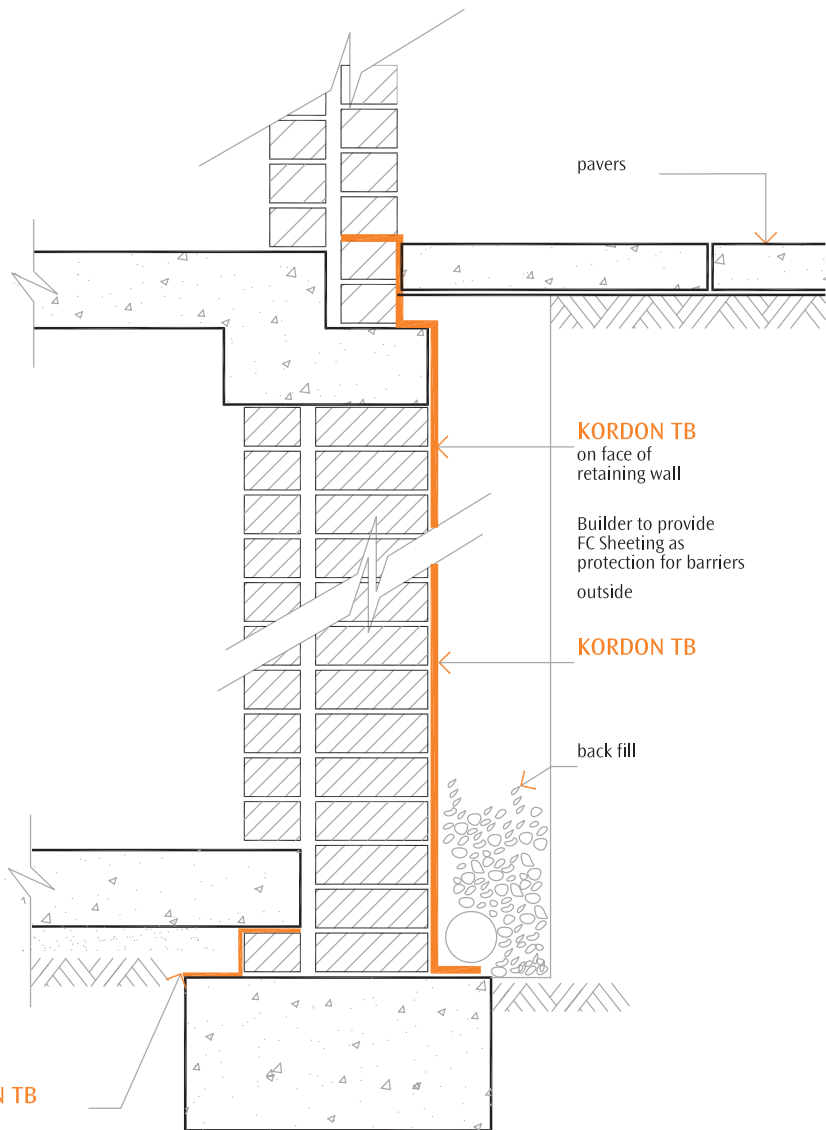 pavers
KORDON TB
on face of
retaining wall
Builder to provide
FC Sheeting as
protection for barriers
outside
KORDON TB
back fill
N TB